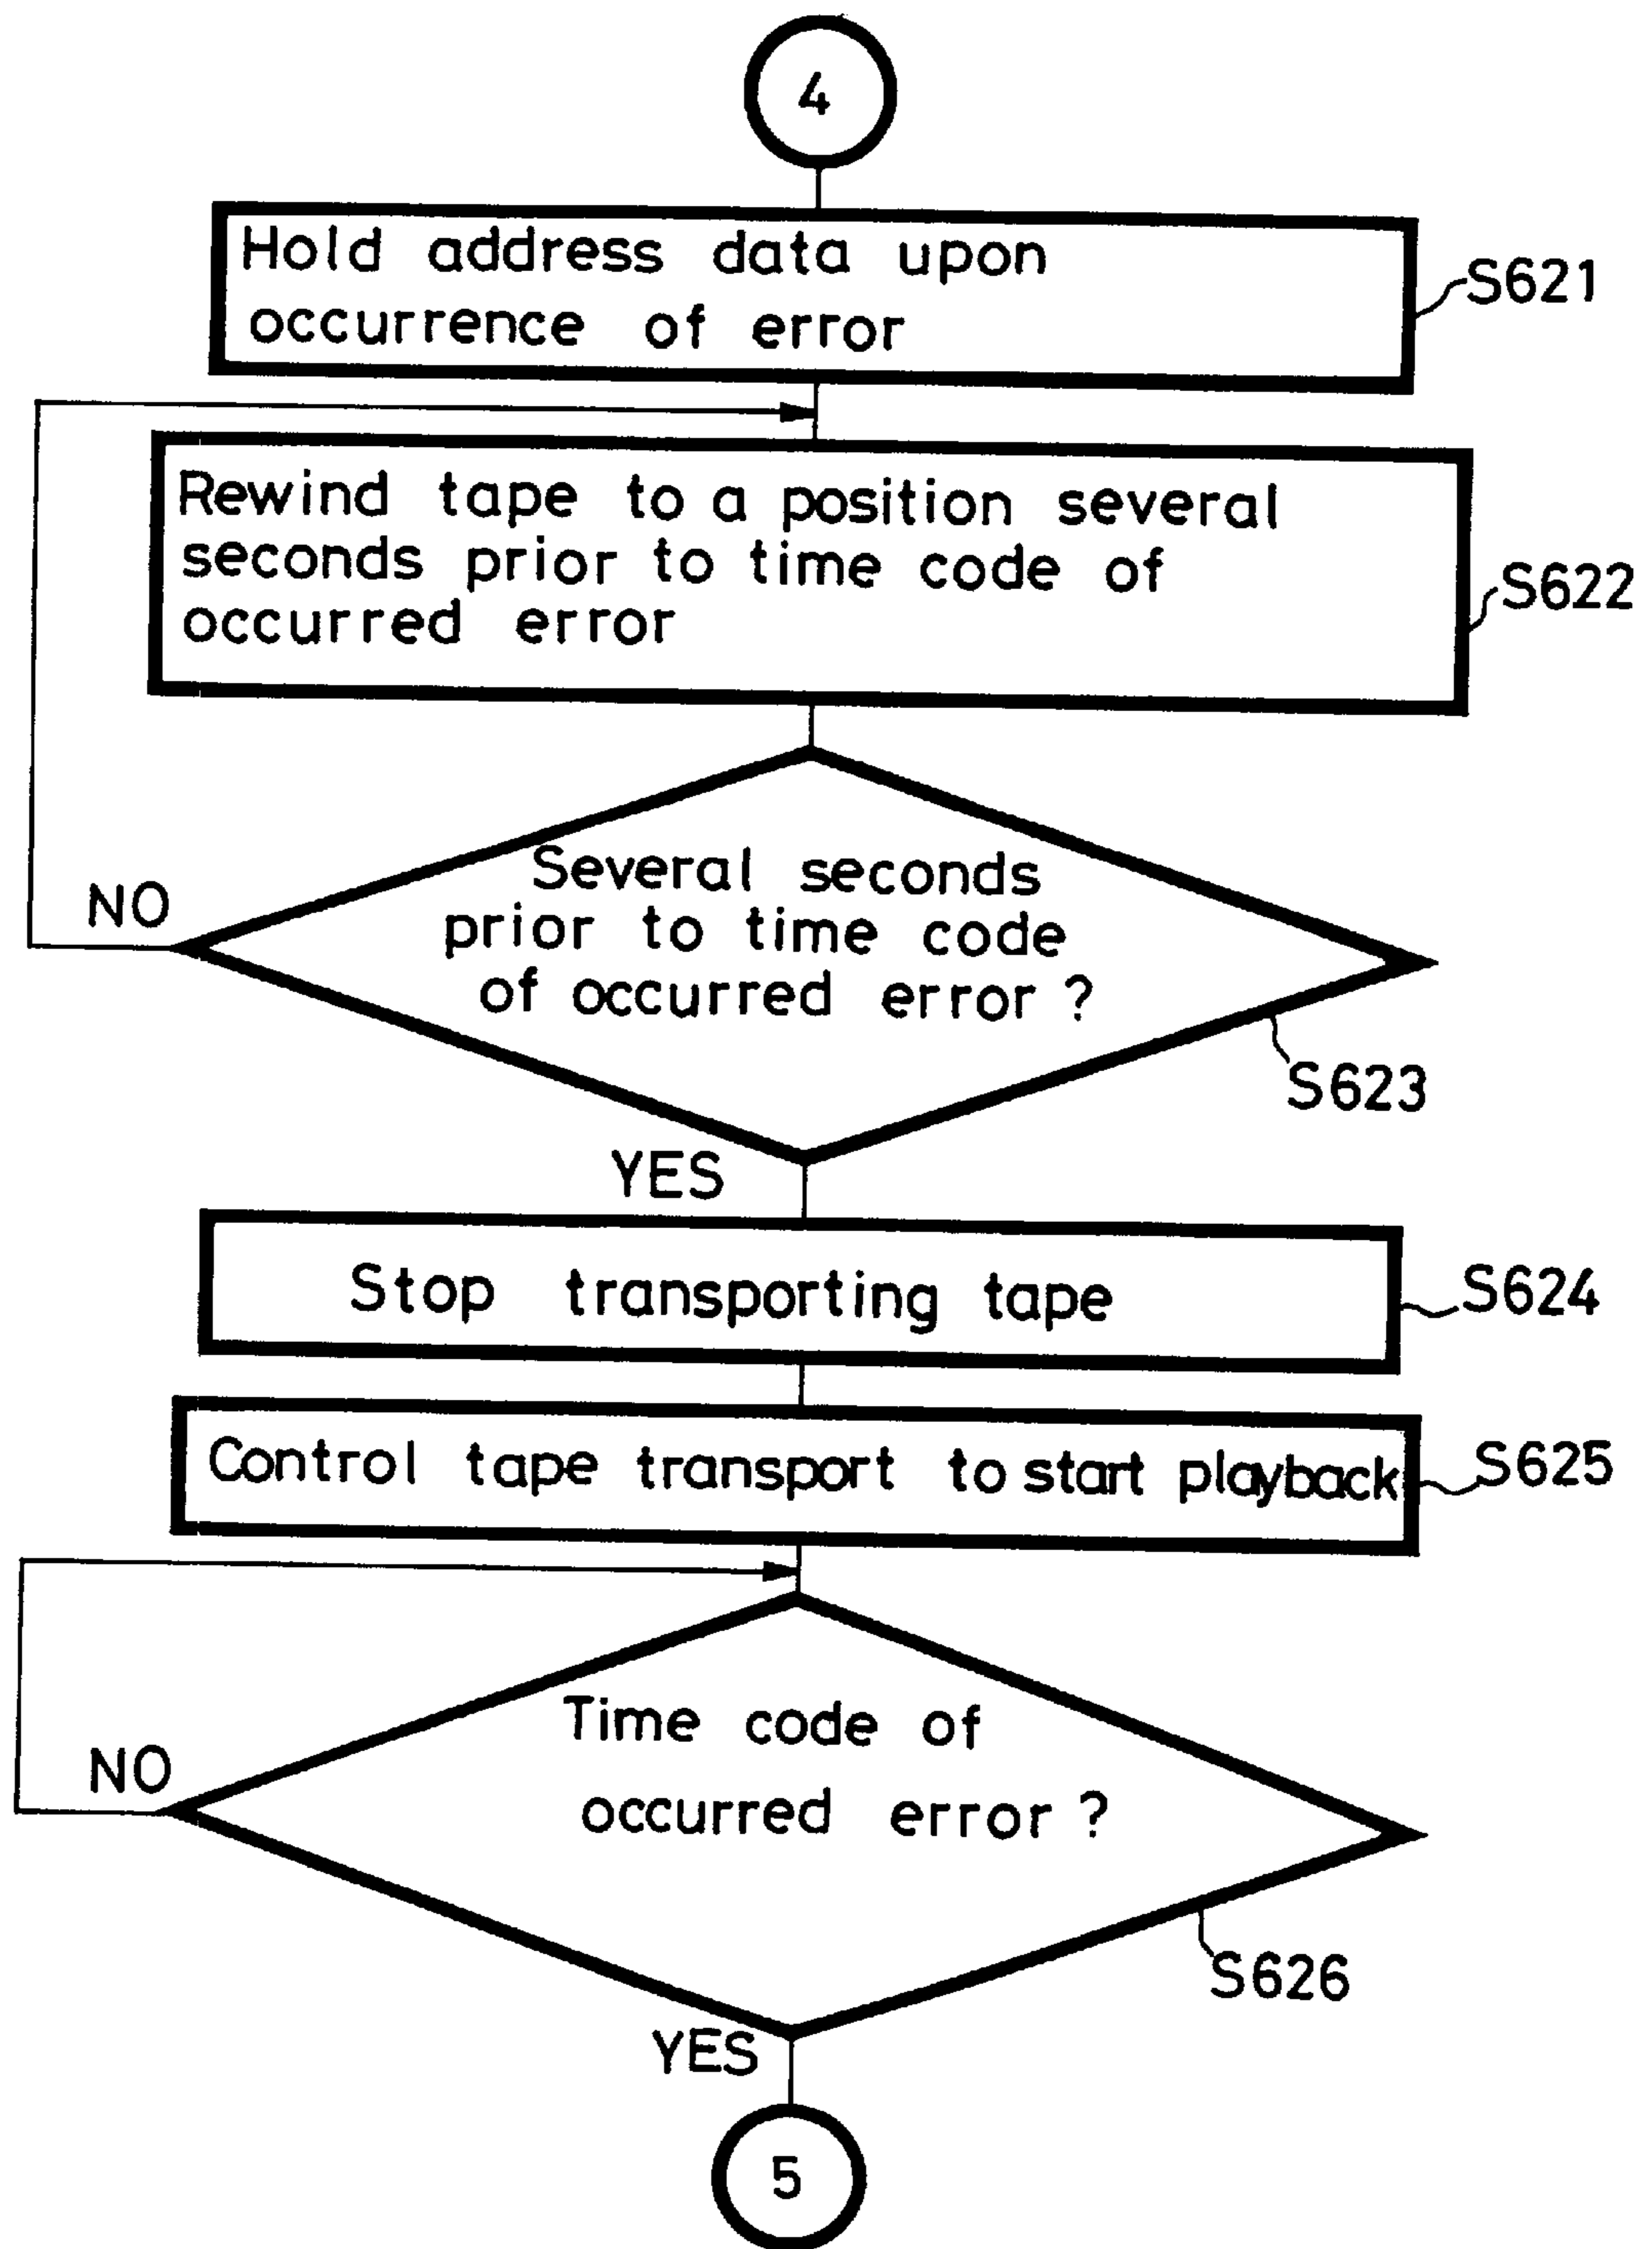 4
Hold address data upon
occurrence of error
S621
Rewind tape to a position several
seconds prior to time code of
occurred error
S622
NO
Several seconds
prior to time code
of occurred error ?
S623
YES
Stop transporting tape
S624
Control tape transport to start playback
S625
NO
Time code of
occurred error ?
S626
YES
5